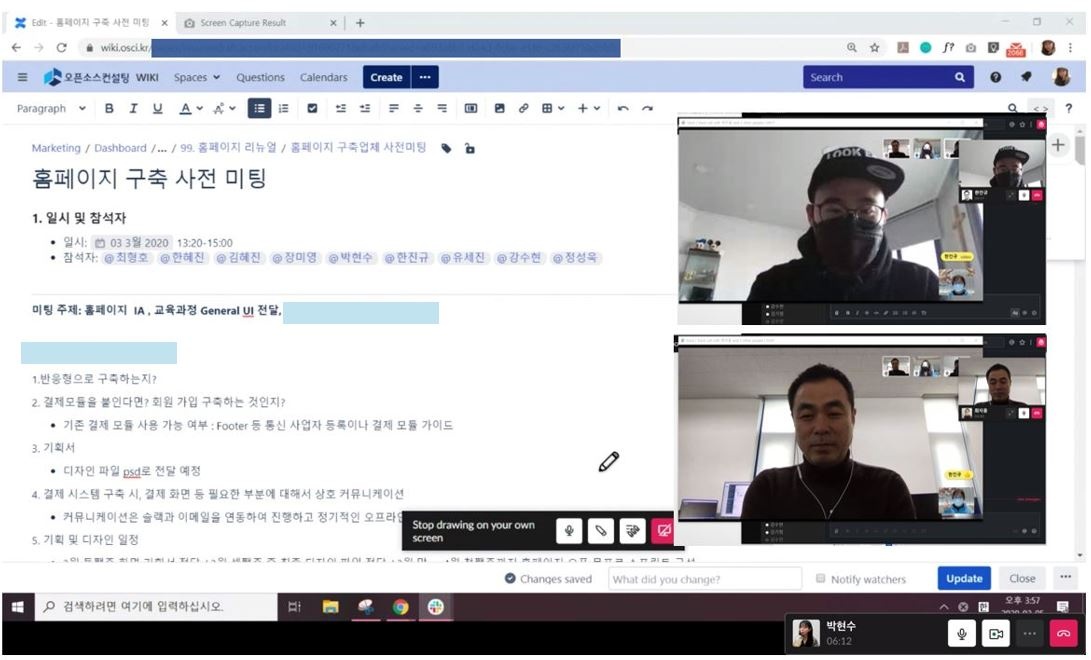 Edit - 홈페이지 구축 사전 미팅
Screen Capture Result
wiki.osci.kr/
오픈소스컨설팅 WIKI Spaces Questions Calendars Create ... Search
Paragraph B I U A
Marketing / Dashboard /... / 99. 홈페이지 리뉴얼 / 홈페이지 구축업체 사전미팅
홈페이지 구축 사전 미팅
1. 일시 및 참석자
• 일시: 03 3월 2020 13:20-15:00
• 참석자: @최형호 @한혜진 @김혜진 @장미영 @박현수 @한진규 @유세진 @강수현 @정성욱
미팅 주제: 홈페이지 IA , 교육과정 General UI 전달,
1.반응형으로 구축하는지?
2. 결제모듈을 붙인다면? 회원 가입 구축하는 것인지?
• 기존 결제 모듈 사용 가능 여부 : Footer 등 통신 사업자 등록이나 결제 모듈 가이드
3. 기획서
• 디자인 파일 psd로 전달 예정
4. 결제 시스템 구축 시, 결제 화면 등 필요한 부분에 대해서 상호 커뮤니케이션
• 커뮤니케이션은 슬랙과 이메일을 연동하여 진행하고 정기적인 오프라인
5. 기획 및 디자인 일정
TOOK
한진규
한진규
Stop drawing on your own screen
Changes saved What did you change? Notify watchers Update Close ...
검색하려면 여기에 입력하십시오.
오후 3:57
박현수
06:12